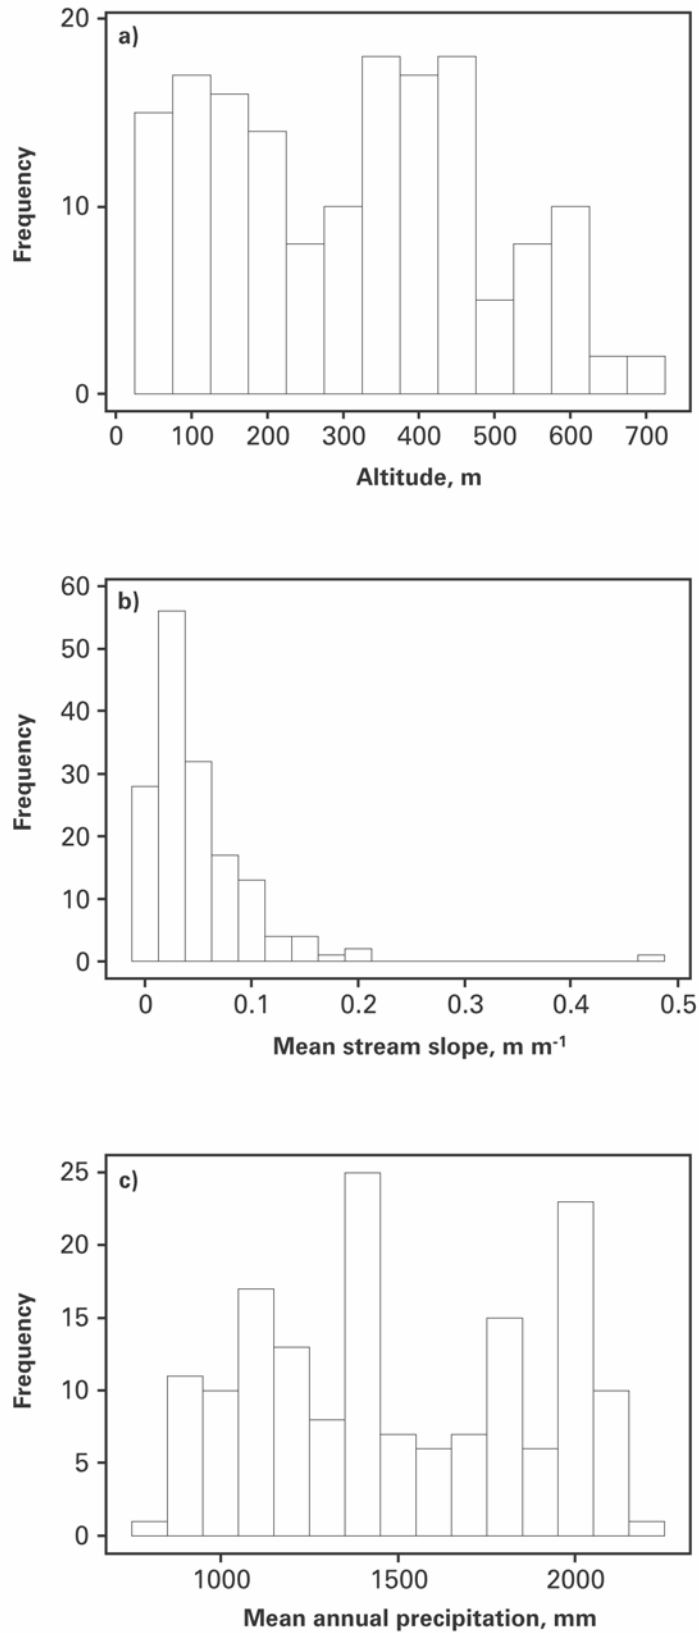 a)
20
10
0
Frequency
0 100 200 300 400 500 600 700
Altitude, m
b)
60
50
40
30
20
10
0
Frequency
0 0.1 0.2 0.3 0.4 0.5
Mean stream slope, m m⁻¹
c)
25
20
15
10
5
0
Frequency
1000 1500 2000
Mean annual precipitation, mm